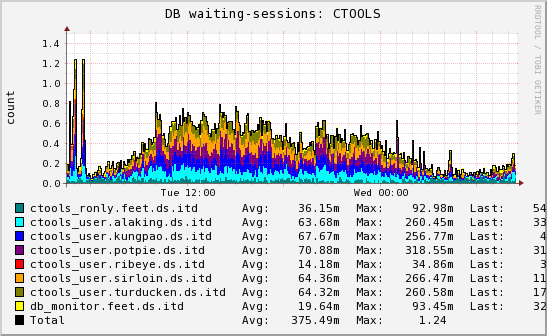 DB waiting-sessions: CTOOLS
RRDTOOL / TOBI OETIKER
count
1.4
1.2
1.0
0.8
0.6
0.4
0.2
0.0
Tue 12:00 Wed 00:00
ctools_ronly.feet.ds.itd Avg: 36.15m Max: 92.98m Last: 54
ctools_user.alaking.ds.itd Avg: 63.68m Max: 260.45m Last: 33
ctools_user.kungpao.ds.itd Avg: 67.67m Max: 256.77m Last: 4
ctools_user.potpie.ds.itd Avg: 70.88m Max: 318.55m Last: 31
ctools_user.ribeye.ds.itd Avg: 14.18m Max: 34.86m Last: 3
ctools_user.sirloin.ds.itd Avg: 64.36m Max: 266.47m Last: 11
ctools_user.turducken.ds.itd Avg: 64.32m Max: 260.58m Last: 17
db_monitor.feet.ds.itd Avg: 19.64m Max: 93.45m Last: 32
Total Avg: 375.49m Max: 1.24 Last: